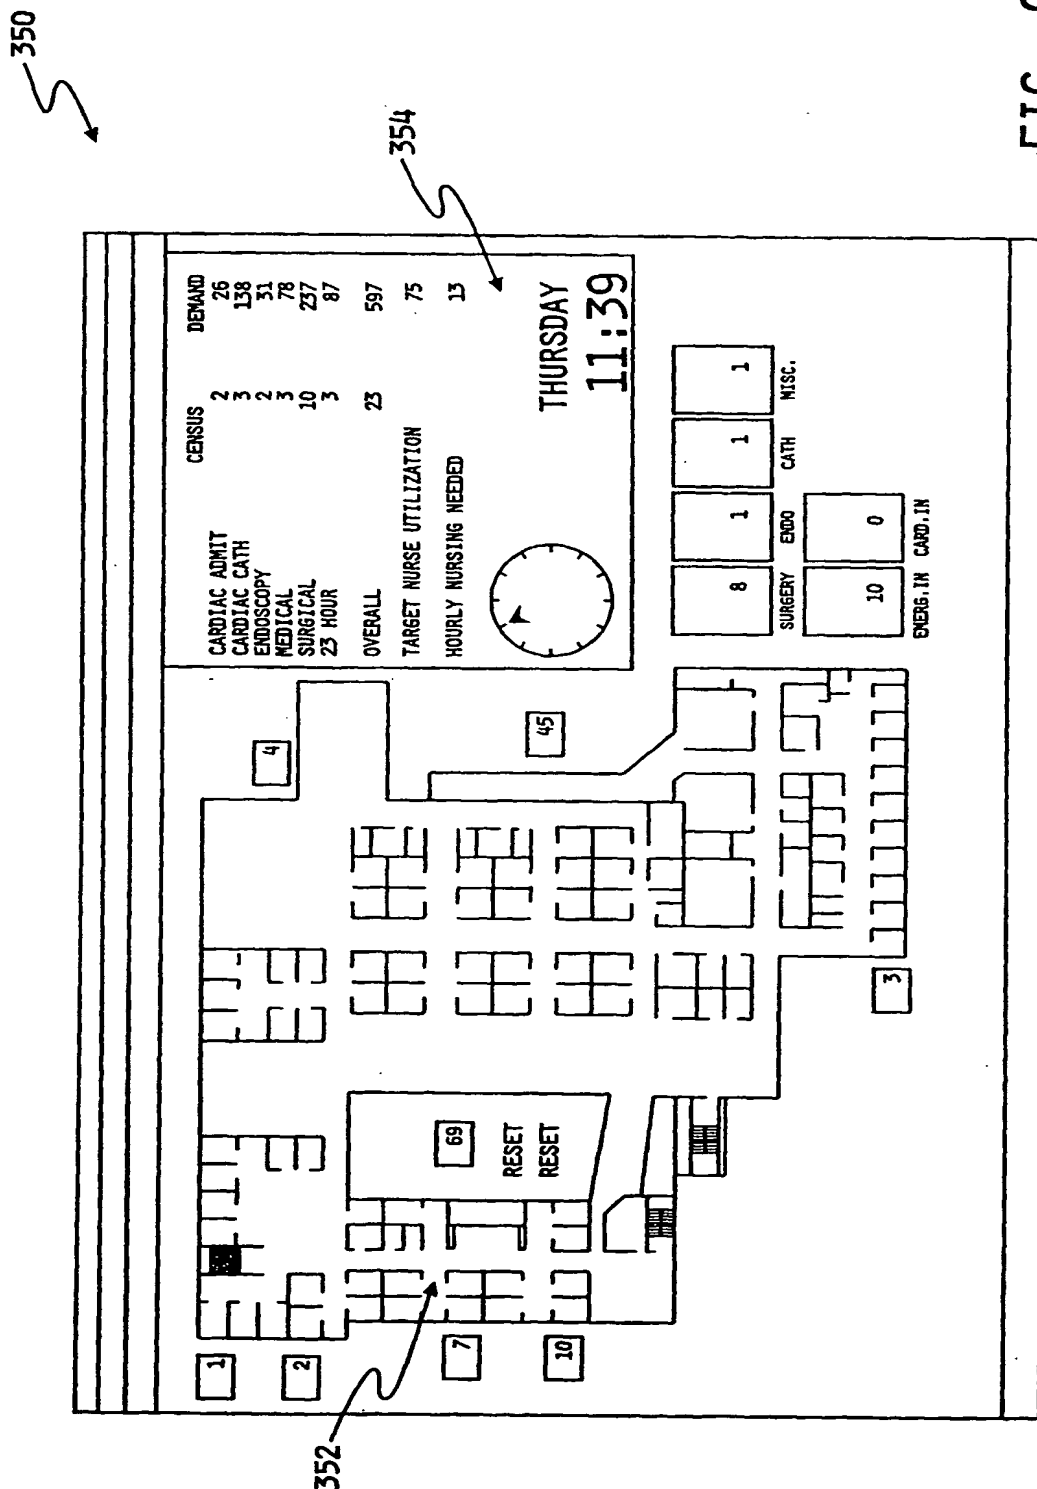 350
354
352
CENSUS DEMAND
CARDIAC ADMIT 2 26
CARDIAC CATH 3 138
ENDOSCOPY 2 31
MEDICAL 3 78
SURGICAL 10 237
23 HOUR 3 87
OVERALL 23 597
TARGET NURSE UTILIZATION 75
HOURLY NURSING NEEDED 13
THURSDAY
11:39
1
2
4
7
69
10
45
RESET
RESET
3
8 1 1 1
SURGERY ENDO CATH MISC.
10 0
EMERG.IN CARD.IN
FIG.